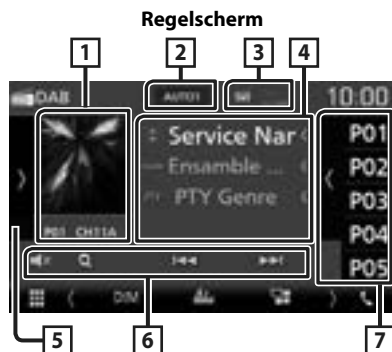 Regelscherm
1 2 3 4
DAB AUTO1 10:00
Service Nar
Ensamble ...
PTY Genre
P01 CH11A
P01
P02
P03
P04
P05
DIM
5 6 7